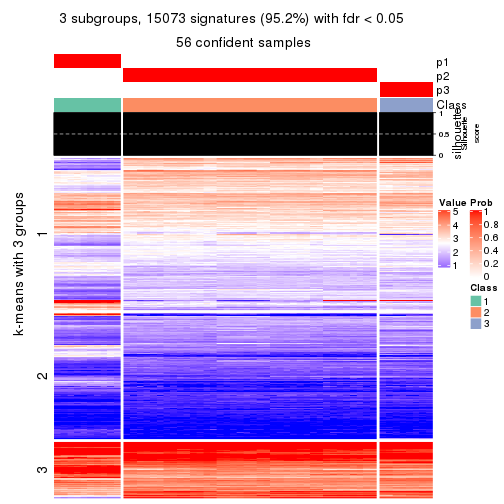 3 subgroups, 15073 signatures (95.2%) with fdr < 0.05
56 confident samples
p1
p2
p3
Class
silhouette
Silhouette
score
1
0.5
0
k-means with 3 groups
1
2
3
Value
5
4
3
2
1
Prob
1
0.8
0.6
0.4
0.2
0
Class
1
2
3